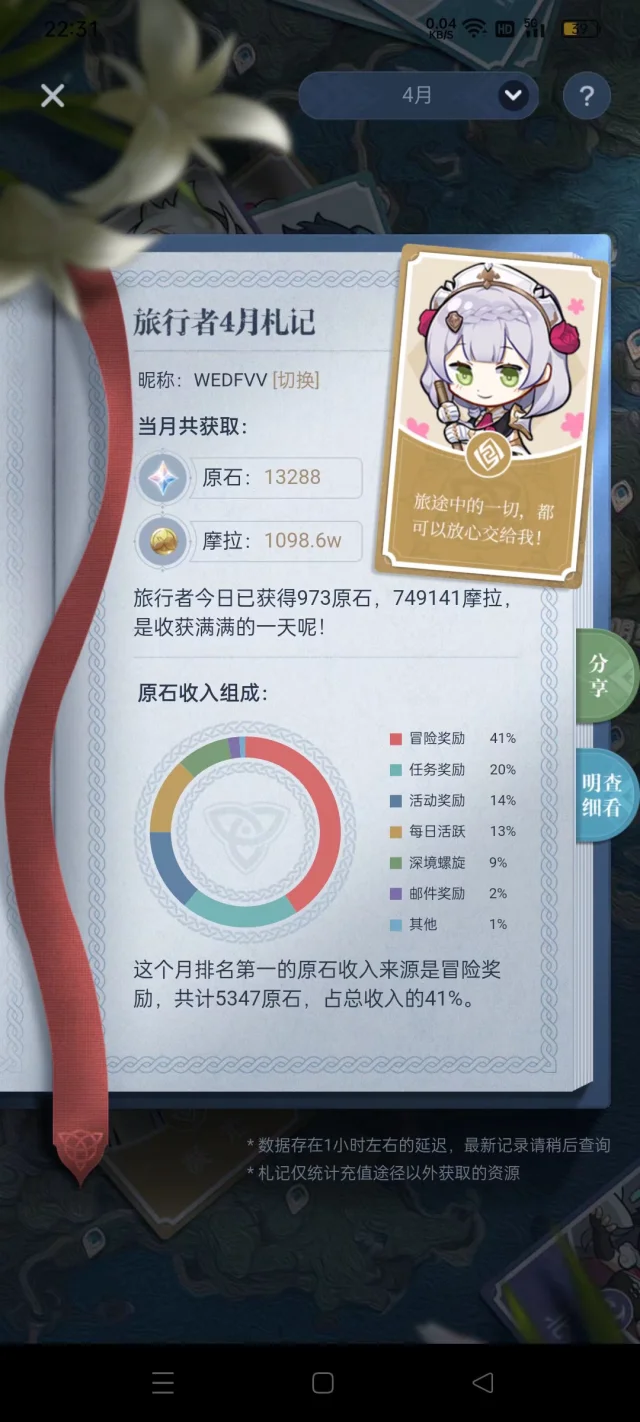 22:31
0.04
KB/S
HD
5G
39
4月
?
旅行者4月札记
昵称：WEDFVV [切换]
当月共获取：
原石：13288
摩拉：1098.6w
旅途中的一切，都
可以放心交给我！
旅行者今日已获得973原石，749141摩拉，
是收获满满的一天呢！
分享
原石收入组成：
冒险奖励 41%
任务奖励 20%
活动奖励 14%
每日活跃 13%
深境螺旋 9%
邮件奖励 2%
其他 1%
查看
明细
这个月排名第一的原石收入来源是冒险奖
励，共计5347原石，占总收入的41%。
* 数据存在1小时左右的延迟，最新记录请稍后查询
* 札记仅统计充值途径以外获取的资源